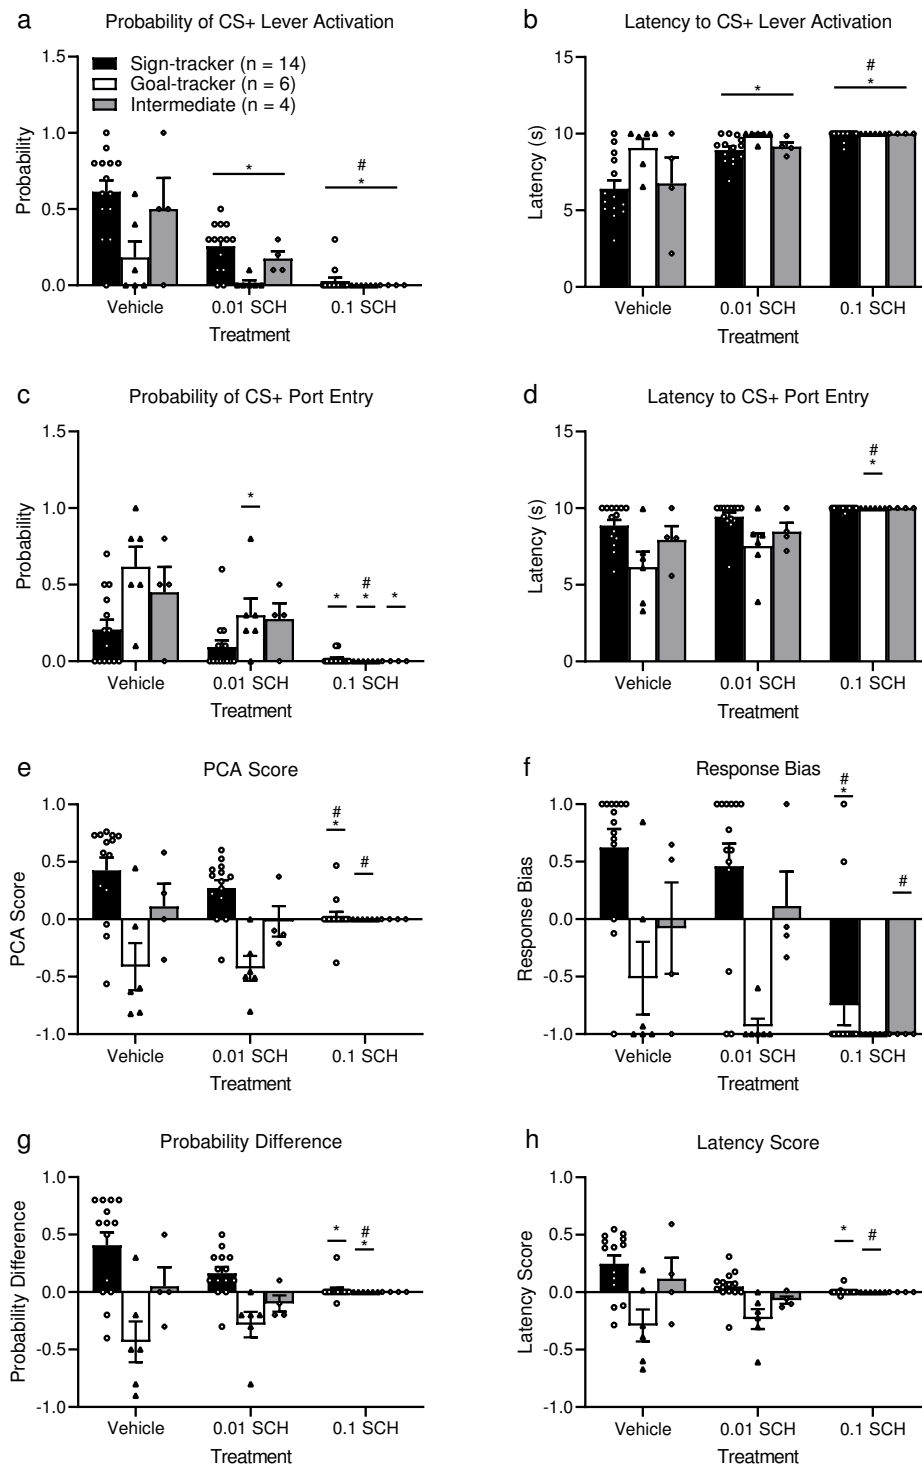 a Probability of CS+ Lever Activation
1.5
1.0
0.5
0.0
Probability
Sign-tracker (n = 14)
Goal-tracker (n = 6)
Intermediate (n = 4)
*
#
*
Vehicle 0.01 SCH 0.1 SCH
Treatment
b Latency to CS+ Lever Activation
15
10
5
0
Latency (s)
*
#
*
Vehicle 0.01 SCH 0.1 SCH
Treatment
c Probability of CS+ Port Entry
1.5
1.0
0.5
0.0
Probability
*
#
* * *
Vehicle 0.01 SCH 0.1 SCH
Treatment
d Latency to CS+ Port Entry
15
10
5
0
Latency (s)
#
*
Vehicle 0.01 SCH 0.1 SCH
Treatment
e PCA Score
1.0
0.5
0.0
-0.5
-1.0
PCA Score
#
*
#
Vehicle 0.01 SCH 0.1 SCH
Treatment
f Response Bias
1.0
0.5
0.0
-0.5
-1.0
Response Bias
#
*
#
Vehicle 0.01 SCH 0.1 SCH
Treatment
g Probability Difference
1.0
0.5
0.0
-0.5
-1.0
Probability Difference
*
#
*
Vehicle 0.01 SCH 0.1 SCH
Treatment
h Latency Score
1.0
0.5
0.0
-0.5
-1.0
Latency Score
*
#
Vehicle 0.01 SCH 0.1 SCH
Treatment